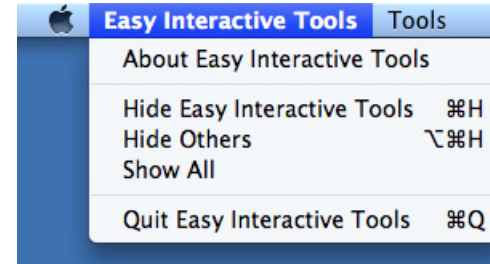 Easy Interactive Tools Tools
About Easy Interactive Tools
Hide Easy Interactive Tools ⌘H
Hide Others ⌥⌘H
Show All
Quit Easy Interactive Tools ⌘Q